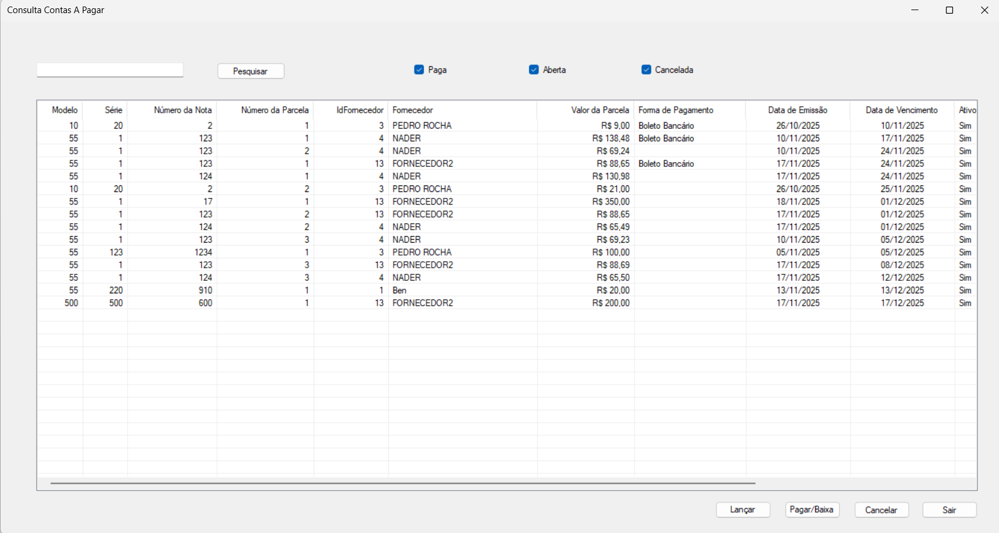 Consulta Contas A Pagar
Pesquisar Paga Aberta Cancelada
Modelo Série Número da Nota Número da Parcela IdFornecedor Fornecedor Valor da Parcela Forma de Pagamento Data de Emissão Data de Vencimento Ativo
10 20 2 1 3 PEDRO ROCHA R$ 9,00 Boleto Bancário 26/10/2025 10/11/2025 Sim
55 1 123 1 4 NADER R$ 138,48 Boleto Bancário 10/11/2025 17/11/2025 Sim
55 1 123 2 4 NADER R$ 69,24 10/11/2025 24/11/2025 Sim
55 1 123 1 13 FORNECEDOR2 R$ 88,65 Boleto Bancário 17/11/2025 24/11/2025 Sim
55 1 124 1 4 NADER R$ 130,98 17/11/2025 24/11/2025 Sim
10 20 2 2 3 PEDRO ROCHA R$ 21,00 26/10/2025 25/11/2025 Sim
55 1 17 1 13 FORNECEDOR2 R$ 350,00 18/11/2025 01/12/2025 Sim
55 1 123 2 13 FORNECEDOR2 R$ 88,65 17/11/2025 01/12/2025 Sim
55 1 124 2 4 NADER R$ 65,49 17/11/2025 01/12/2025 Sim
55 1 123 3 4 NADER R$ 69,23 10/11/2025 05/12/2025 Sim
55 123 1234 1 3 PEDRO ROCHA R$ 100,00 05/11/2025 05/12/2025 Sim
55 1 123 3 13 FORNECEDOR2 R$ 88,69 17/11/2025 08/12/2025 Sim
55 1 124 3 4 NADER R$ 65,50 17/11/2025 12/12/2025 Sim
55 220 910 1 1 Ben R$ 20,00 13/11/2025 13/12/2025 Sim
500 500 600 1 13 FORNECEDOR2 R$ 200,00 17/11/2025 17/12/2025 Sim
Lançar Pagar/Baixa Cancelar Sair